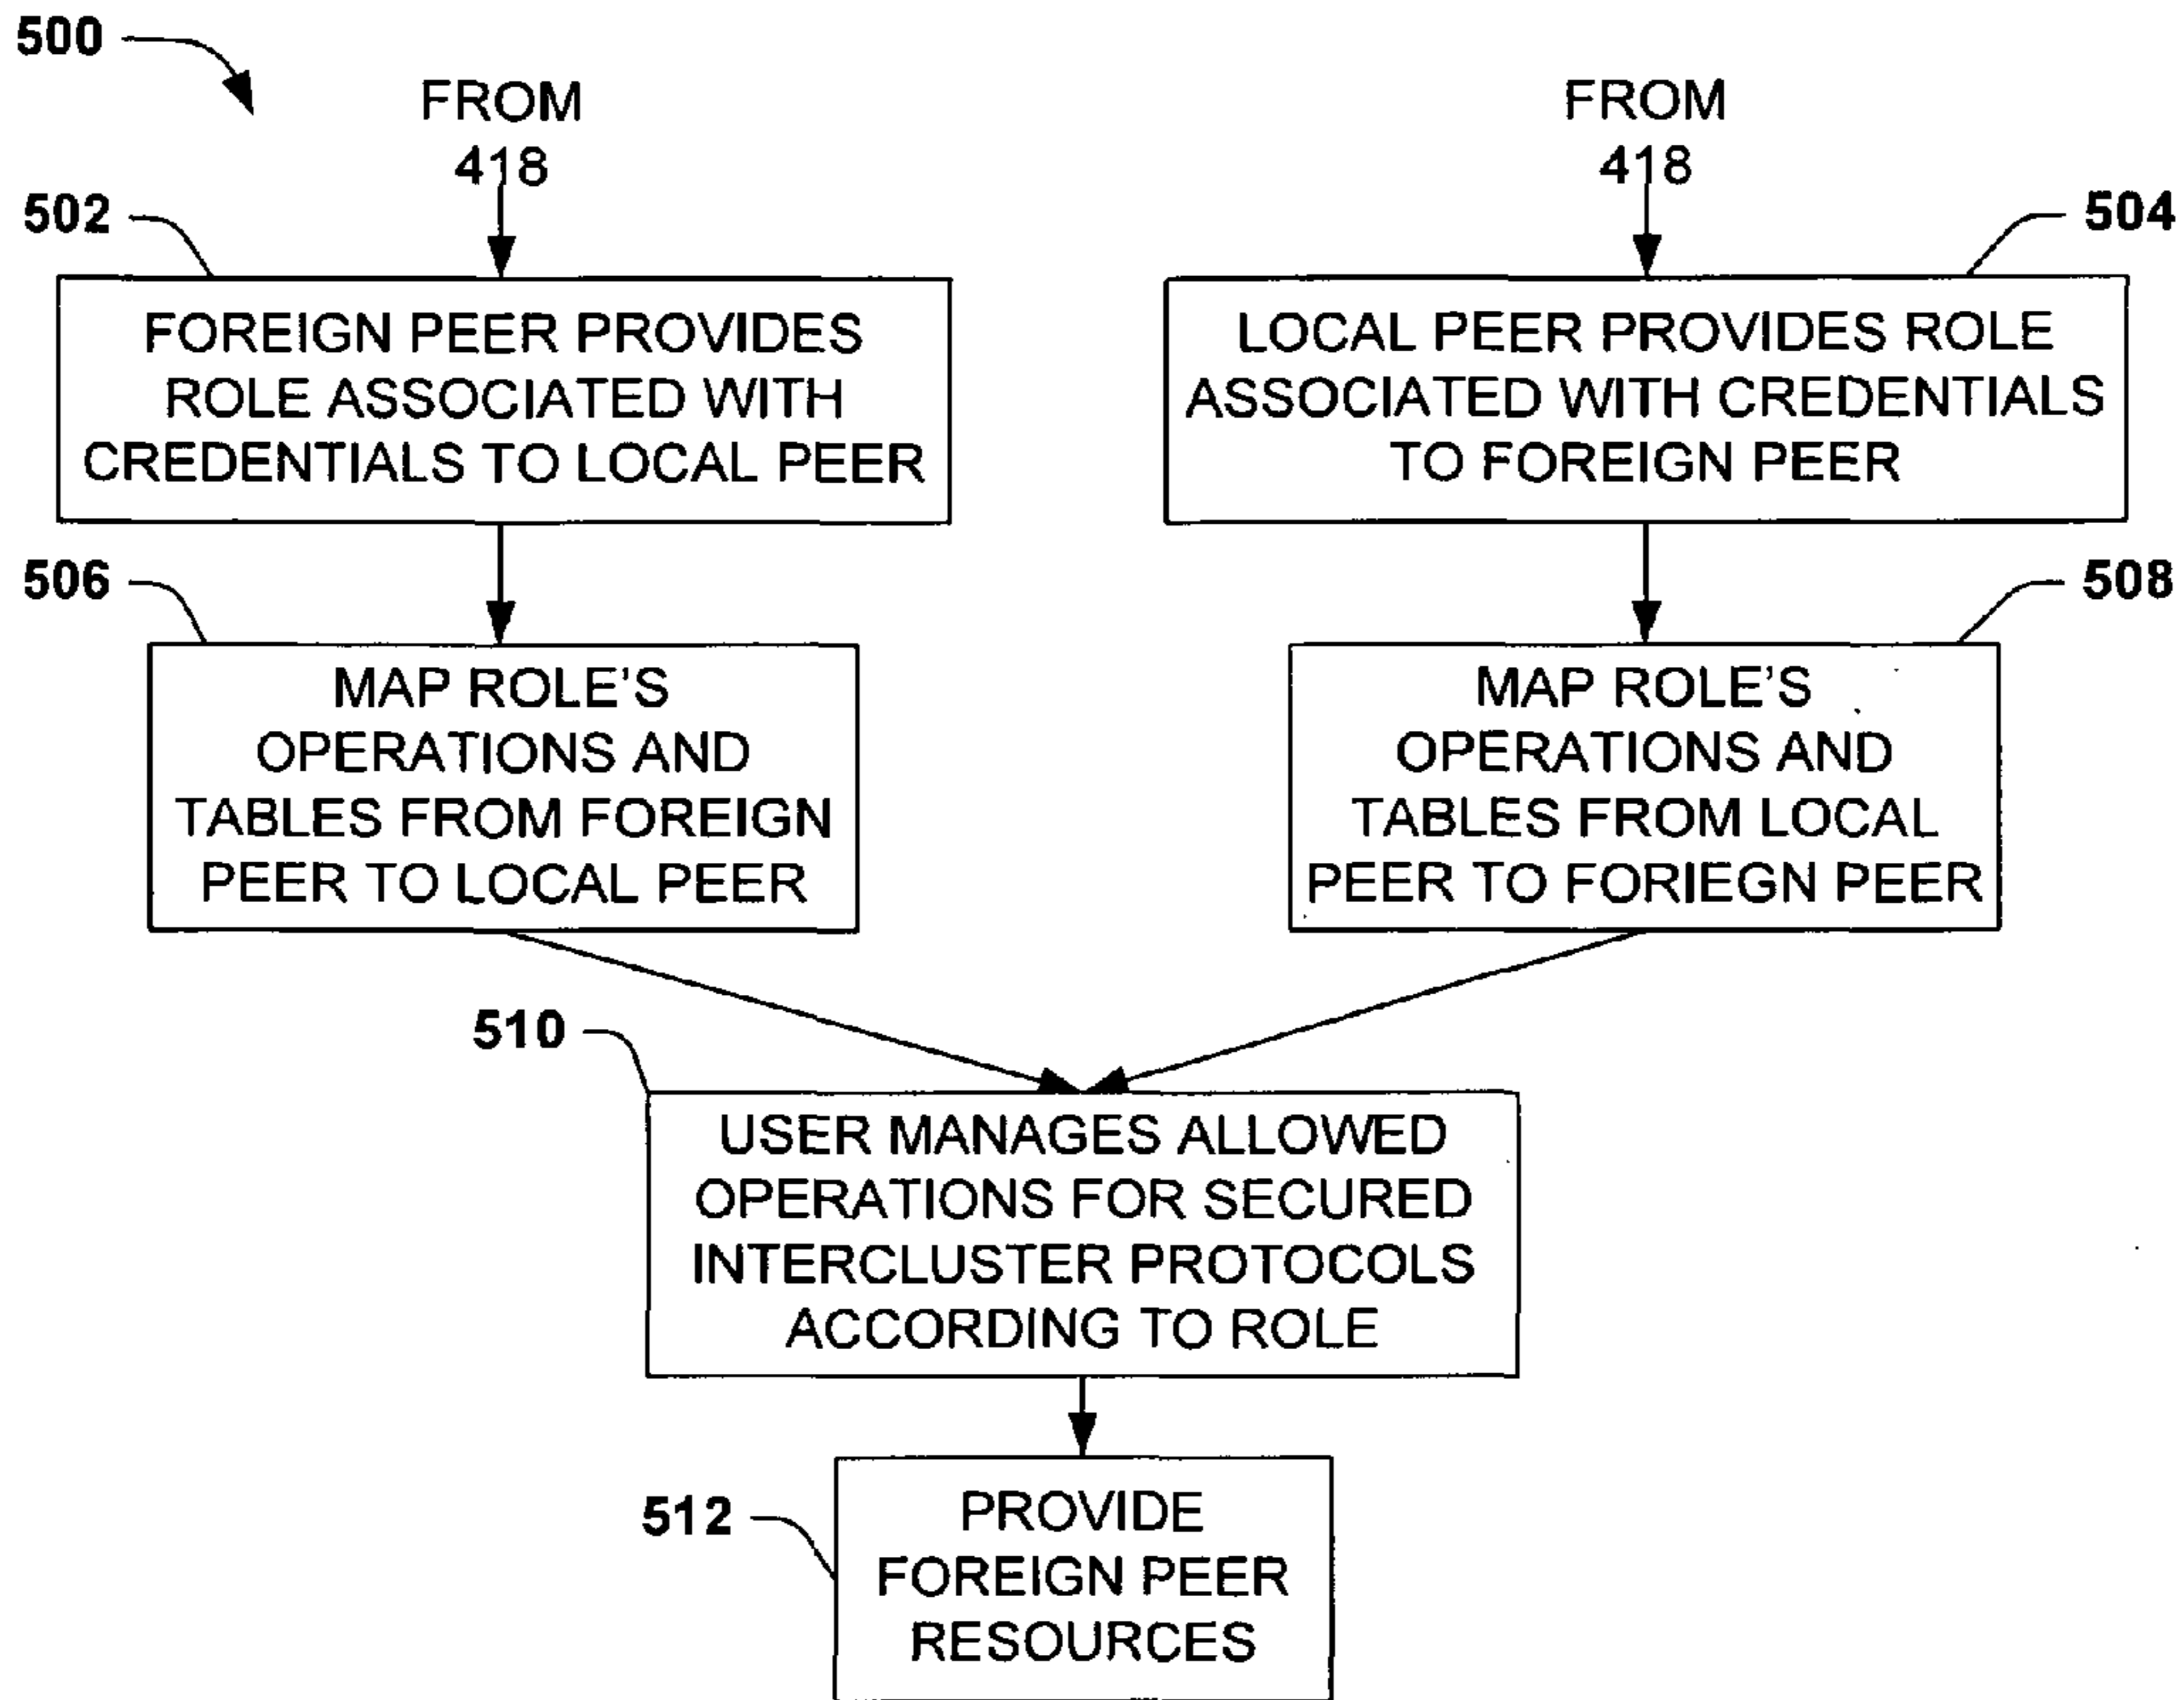 500
FROM
418
FROM
418
502
504
FOREIGN PEER PROVIDES
ROLE ASSOCIATED WITH
CREDENTIALS TO LOCAL PEER
LOCAL PEER PROVIDES ROLE
ASSOCIATED WITH CREDENTIALS
TO FOREIGN PEER
506
508
MAP ROLE'S
OPERATIONS AND
TABLES FROM FOREIGN
PEER TO LOCAL PEER
MAP ROLE'S
OPERATIONS AND
TABLES FROM LOCAL
PEER TO FORIEGN PEER
510
USER MANAGES ALLOWED
OPERATIONS FOR SECURED
INTERCLUSTER PROTOCOLS
ACCORDING TO ROLE
512
PROVIDE
FOREIGN PEER
RESOURCES